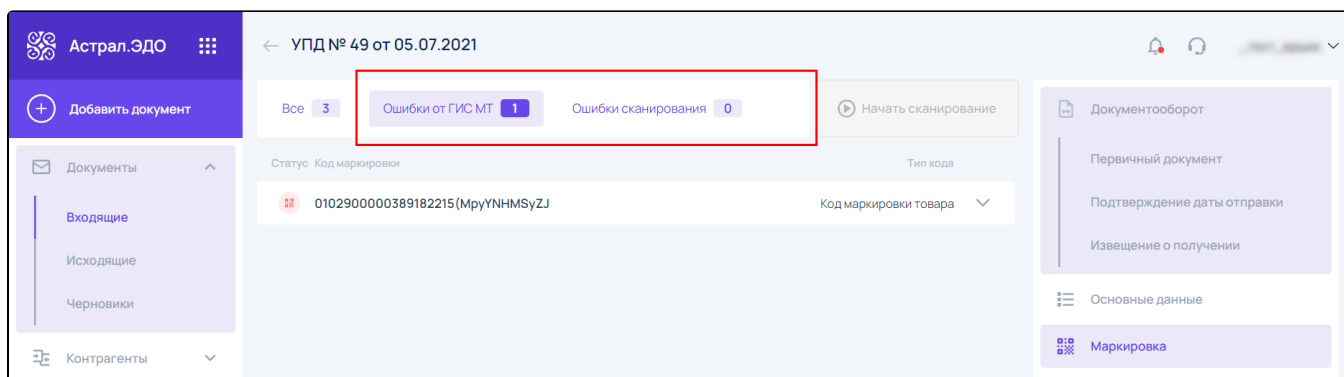 Астрал.ЭДО
УПД № 49 от 05.07.2021
Добавить документ
Все 3
Ошибки от ГИС МТ 1
Ошибки сканирования 0
Начать сканирование
Статус Код маркировки Тип кода
0102900000389182215(MpyYNHMSyZJ Код маркировки товара
Документы
Входящие
Исходящие
Черновики
Контрагенты
Документооборот
Первичный документ
Подтверждение даты отправки
Извещение о получении
Основные данные
Маркировка